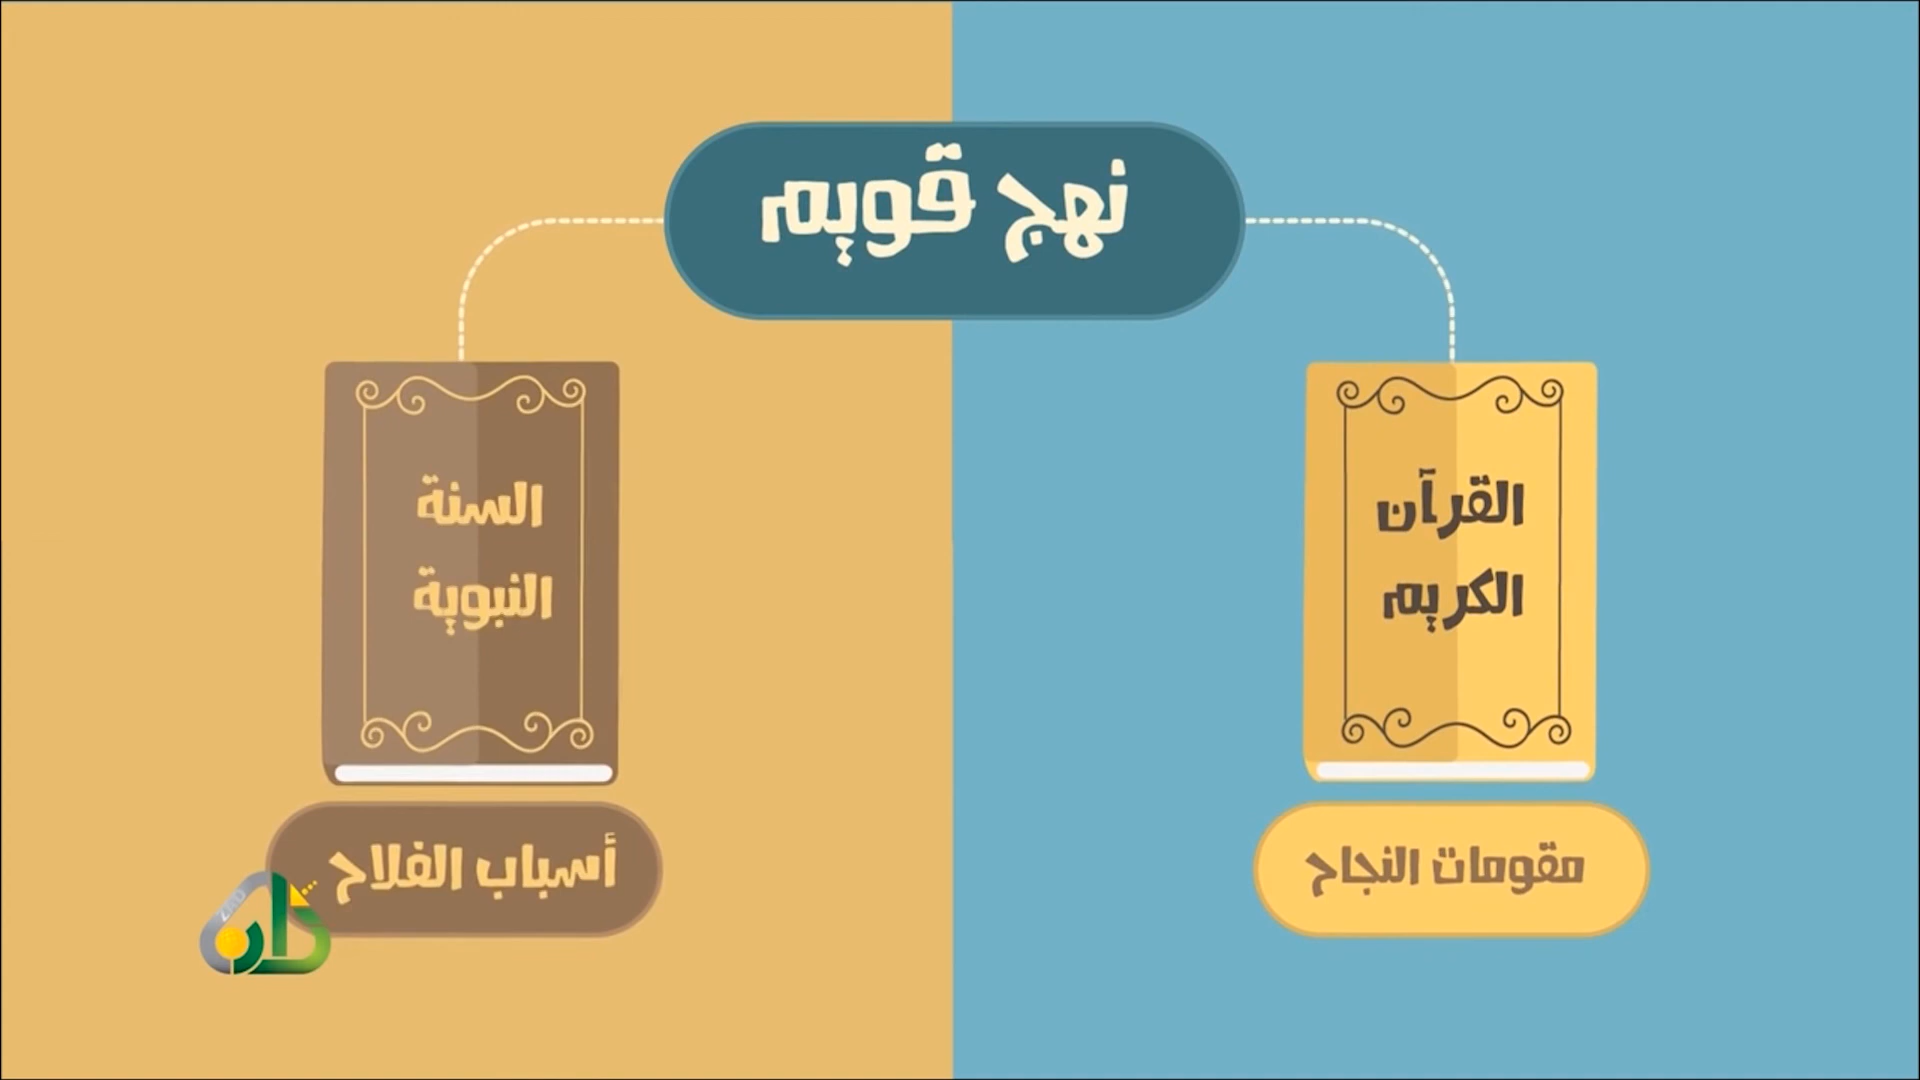 نهج قويم
القرآن
الكريم
مقومات النجاح
السنة
النبوية
أسباب الفلاح